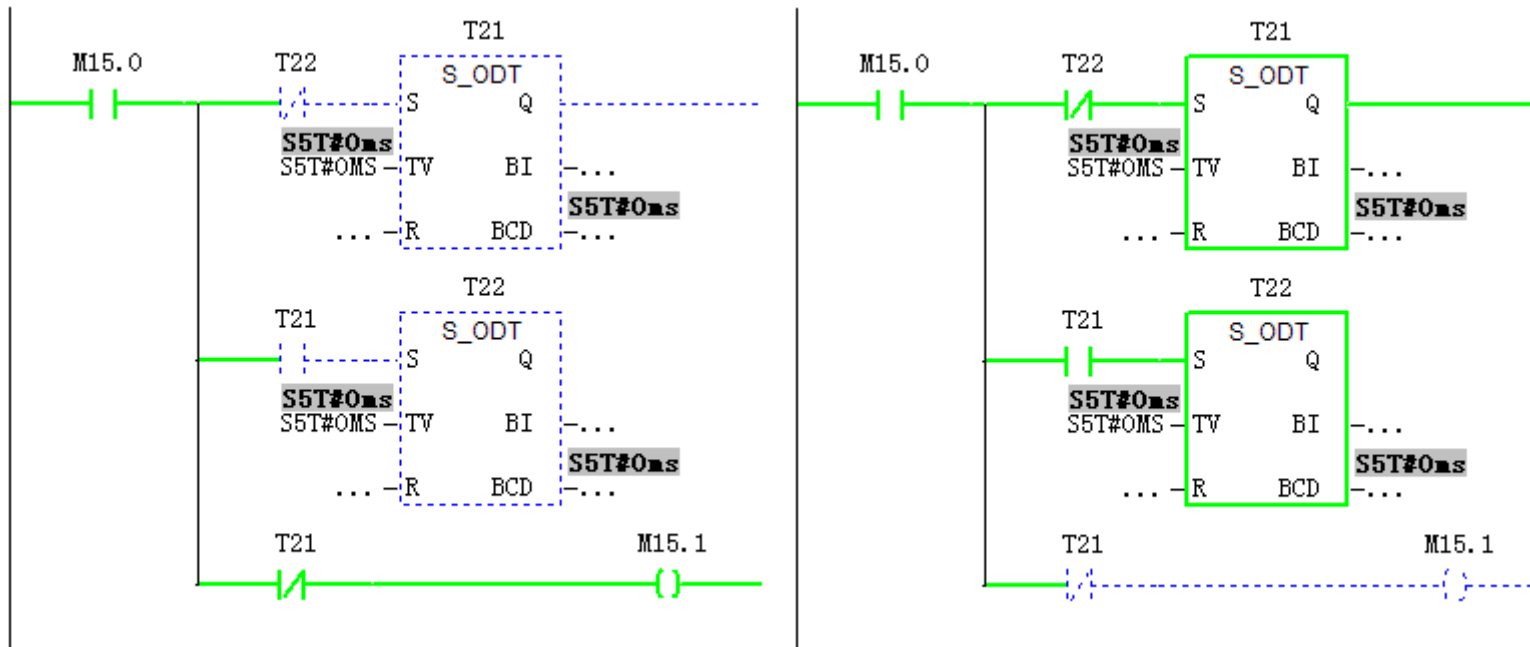 T21
M15.0 T22
S_ODT
S Q
S5T#0ms
S5T#0MS TV BI ...
S5T#0ms
... R BCD ...
T22
T21
S_ODT
S Q
S5T#0ms
S5T#0MS TV BI ...
S5T#0ms
... R BCD ...
T21 M15.1
( )
T21
M15.0 T22
S_ODT
S Q
S5T#0ms
S5T#0MS TV BI ...
S5T#0ms
... R BCD ...
T22
T21
S_ODT
S Q
S5T#0ms
S5T#0MS TV BI ...
S5T#0ms
... R BCD ...
T21 M15.1
( )